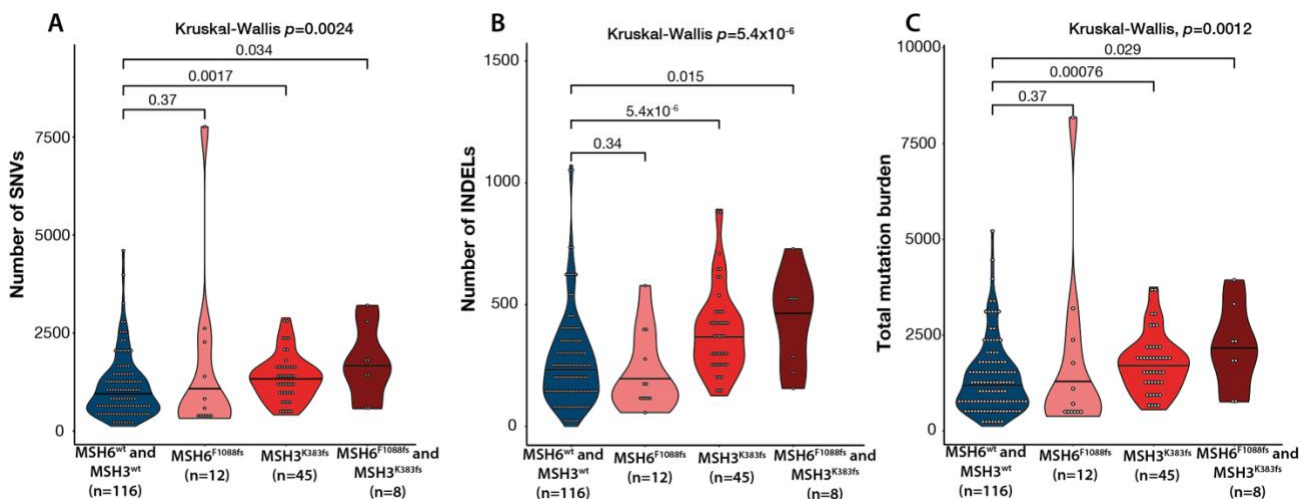 A
Kruskal-Wallis p=0.0024
0.034
0.0017
0.37
Number of SNVs
7500
5000
2500
0
MSH6wt and
MSH3wt
(n=116)
MSH6F1088fs
(n=12)
MSH3K383fs
(n=45)
MSH6F1088fs and
MSH3K383fs
(n=8)
B
Kruskal-Wallis p=5.4x10-6
0.015
5.4x10-6
0.34
Number of INDELs
1500
1000
500
0
MSH6wt and
MSH3wt
(n=116)
MSH6F1088fs
(n=12)
MSH3K383fs
(n=45)
MSH6F1088fs and
MSH3K383fs
(n=8)
C
Kruskal-Wallis, p=0.0012
0.029
0.00076
0.37
Total mutation burden
10000
7500
5000
2500
0
MSH6wt and
MSH3wt
(n=116)
MSH6F1088fs
(n=12)
MSH3K383fs
(n=45)
MSH6F1088fs and
MSH3K383fs
(n=8)